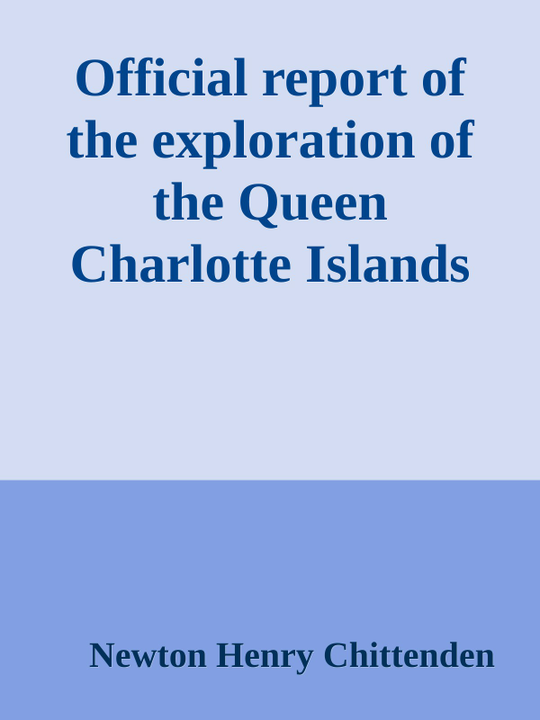 Official report of
the exploration of
the Queen
Charlotte Islands
Newton Henry Chittenden